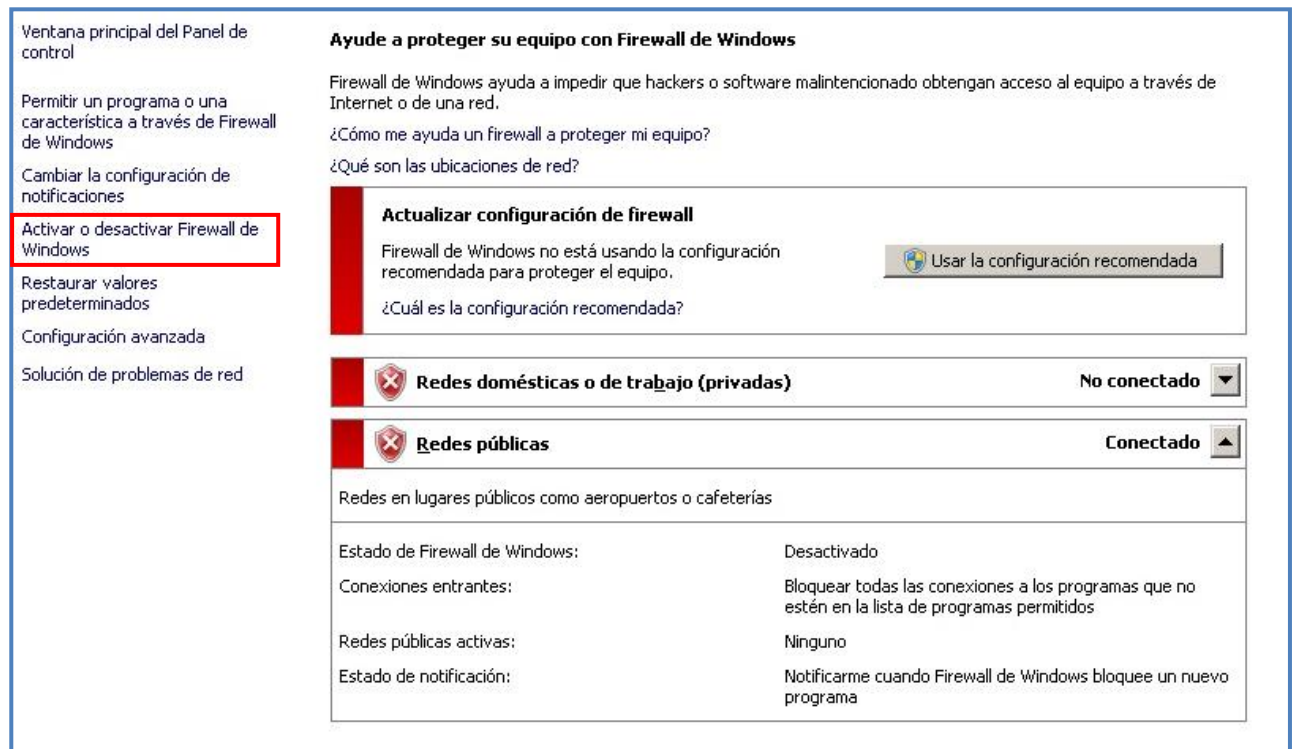 Ventana principal del Panel de
control
Permitir un programa o una
característica a través de Firewall
de Windows
Cambiar la configuración de
notificaciones
Activar o desactivar Firewall de
Windows
Restaurar valores
predeterminados
Configuración avanzada
Solución de problemas de red
Ayude a proteger su equipo con Firewall de Windows
Firewall de Windows ayuda a impedir que hackers o software malintencionado obtengan acceso al equipo a través de
Internet o de una red.
¿Cómo me ayuda un firewall a proteger mi equipo?
¿Qué son las ubicaciones de red?
Actualizar configuración de firewall
Firewall de Windows no está usando la configuración
recomendada para proteger el equipo.
Usar la configuración recomendada
¿Cuál es la configuración recomendada?
Redes domésticas o de trabajo (privadas) No conectado
Redes públicas Conectado
Redes en lugares públicos como aeropuertos o cafeterías
Estado de Firewall de Windows: Desactivado
Conexiones entrantes: Bloquear todas las conexiones a los programas que no
estén en la lista de programas permitidos
Redes públicas activas: Ninguno
Estado de notificación: Notificarme cuando Firewall de Windows bloquee un nuevo
programa